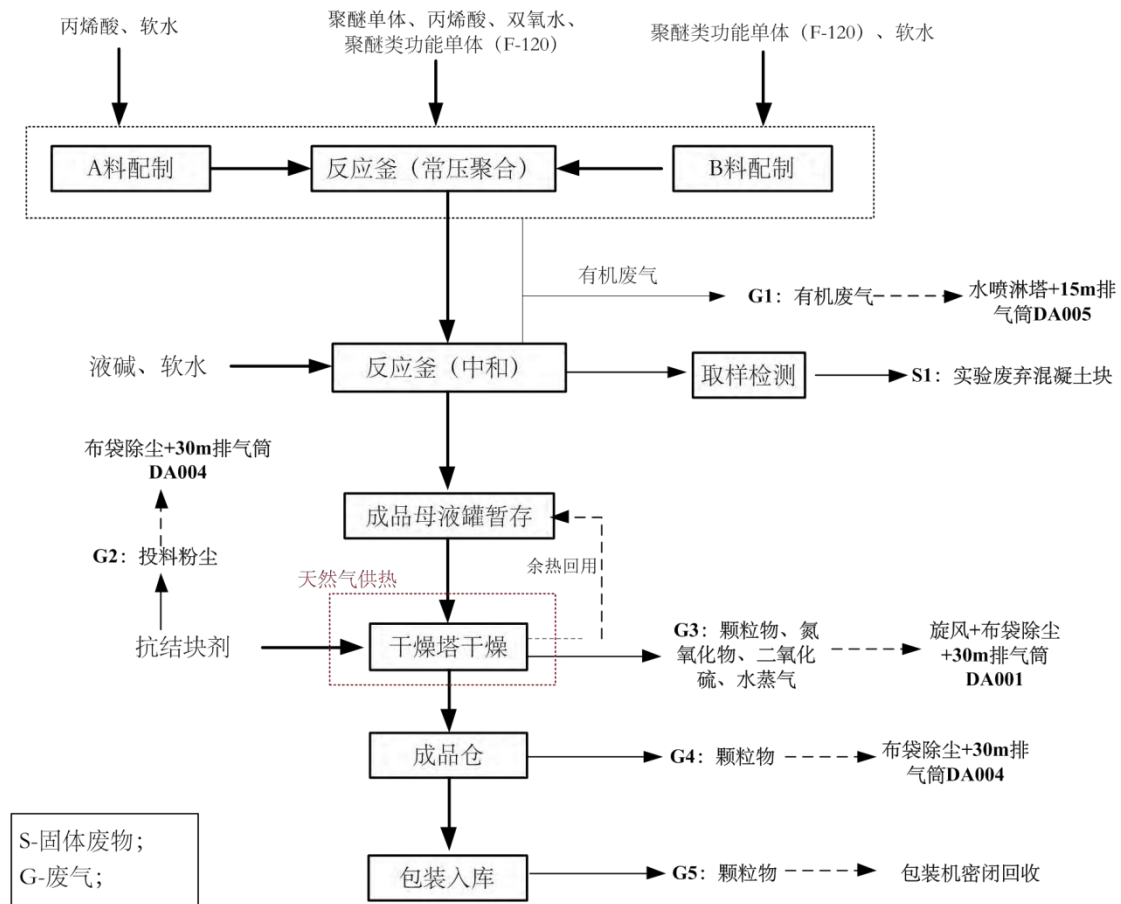 丙烯酸、软水
聚醚单体、丙烯酸、双氧水、
聚醚类功能单体（F-120）
聚醚类功能单体（F-120）、软水
A料配制
反应釜（常压聚合）
B料配制
有机废气
G1：有机废气
水喷淋塔+15m排
气筒DA005
液碱、软水
反应釜（中和）
取样检测
S1：实验废弃混凝土块
布袋除尘+30m排气筒
DA004
成品母液罐暂存
G2：投料粉尘
余热回用
天然气供热
抗结块剂
干燥塔干燥
G3：颗粒物、氮
氧化物、二氧化
硫、水蒸气
旋风+布袋除尘
+30m排气筒
DA001
成品仓
G4：颗粒物
布袋除尘+30m排
气筒DA004
S-固体废物；
G-废气；
包装入库
G5：颗粒物
包装机密闭回收